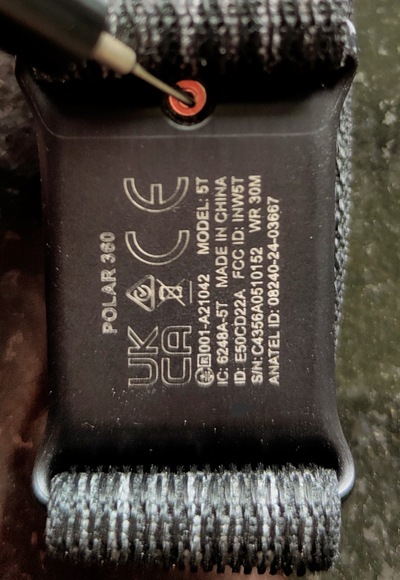 POLAR 360
CE
UK
CA
R 001-A21042 MODEL: 5T
IC: 6248A-5T MADE IN CHINA
ID: E50CD22A FCC ID: INW5T
S/N:C4356A0510152 WR 30M
ANATEL ID: 08240-24-03667